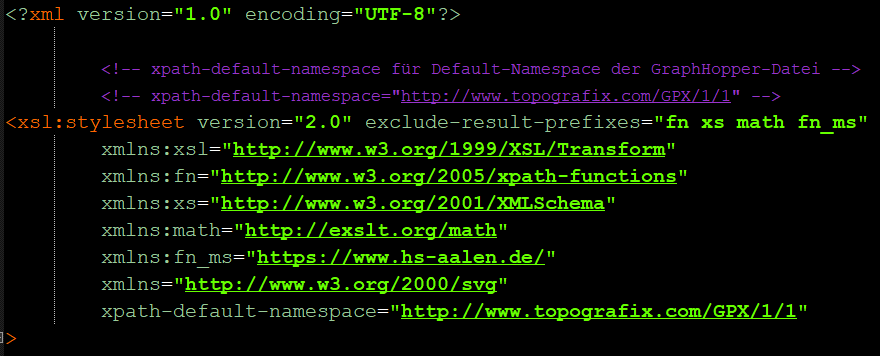 <?xml version="1.0" encoding="UTF-8"?>
<!-- xpath-default-namespace für Default-Namespace der GraphHopper-Datei -->
<!-- xpath-default-namespace="http://www.topografix.com/GPX/1/1" -->
<xsl:stylesheet version="2.0" exclude-result-prefixes="fn xs math fn_ms"
xmlns:xsl="http://www.w3.org/1999/XSL/Transform"
xmlns:fn="http://www.w3.org/2005/xpath-functions"
xmlns:xs="http://www.w3.org/2001/XMLSchema"
xmlns:math="http://exslt.org/math"
xmlns:fn_ms="https://www.hs-aalen.de/"
xmlns="http://www.w3.org/2000/svg"
xpath-default-namespace="http://www.topografix.com/GPX/1/1"
>